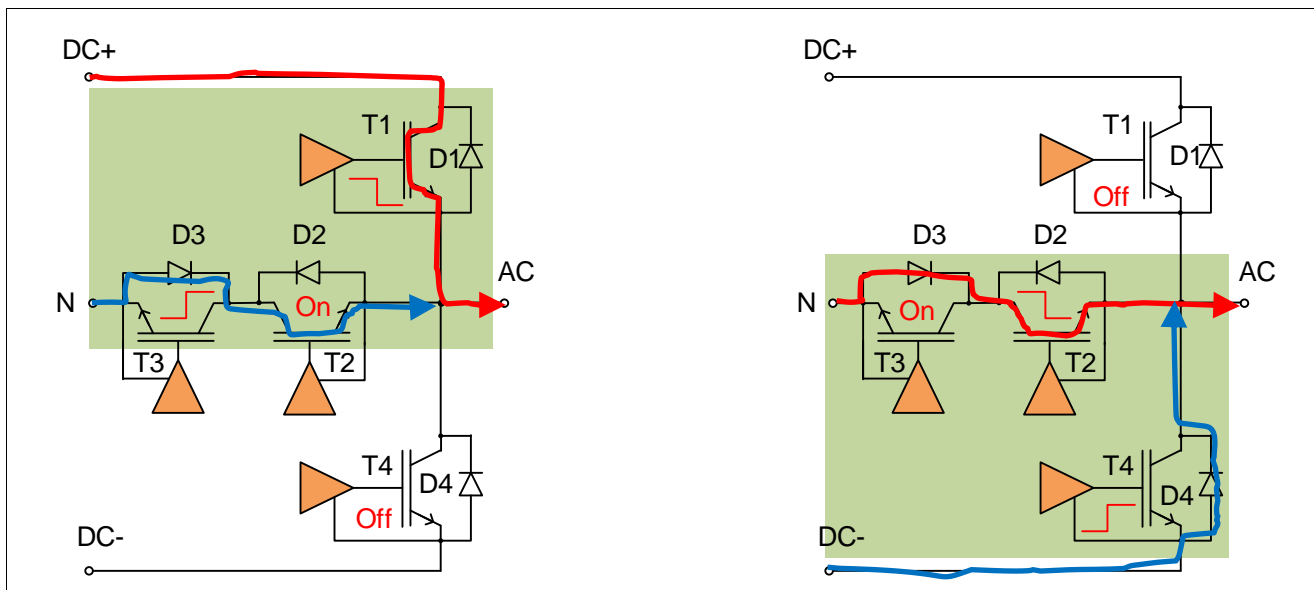 DC+
T1
D1
D3
D2
AC
N
On
T3
T2
T4
D4
Off
DC-
DC+
T1
D1
Off
D3
D2
AC
N
On
T3
T2
T4
D4
DC-